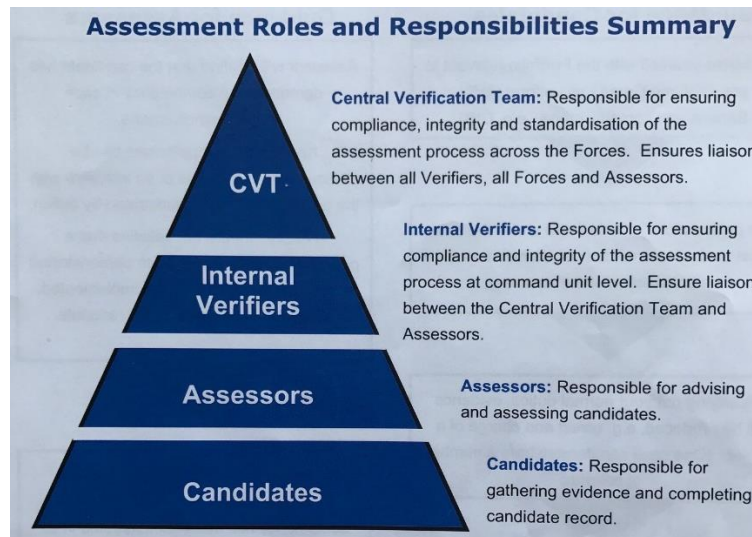 Assessment Roles and Responsibilities Summary
CVT
Central Verification Team: Responsible for ensuring
compliance, integrity and standardisation of the
assessment process across the Forces. Ensures liaison
between all Verifiers, all Forces and Assessors.
Internal
Verifiers
Internal Verifiers: Responsible for ensuring
compliance and integrity of the assessment
process at command unit level. Ensure liaison
between the Central Verification Team and
Assessors.
Assessors
Assessors: Responsible for advising
and assessing candidates.
Candidates
Candidates: Responsible for
gathering evidence and completing
candidate record.